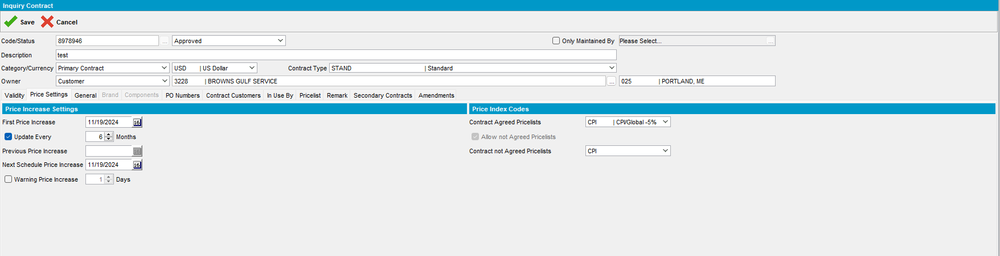 Inquiry Contract
Save Cancel
Code/Status 8978946 ... Approved Only Maintained By Please Select... ...
Description test
Category/Currency Primary Contract USD | US Dollar Contract Type STAND | Standard
Owner Customer 3228 | BROWNS GULF SERVICE ... 025 | PORTLAND, ME
Validity Price Settings General Brand Components PO Numbers Contract Customers In Use By Pricelist Remark Secondary Contracts Amendments
Price Increase Settings Price Index Codes
First Price Increase 11/19/2024 16 Contract Agreed Pricelists CPI | CPI/Global -5%
Update Every 6 Months Allow not Agreed Pricelists
Previous Price Increase 16 Contract not Agreed Pricelists CPI
Next Schedule Price Increase 11/19/2024 16
Warning Price Increase 1 Days